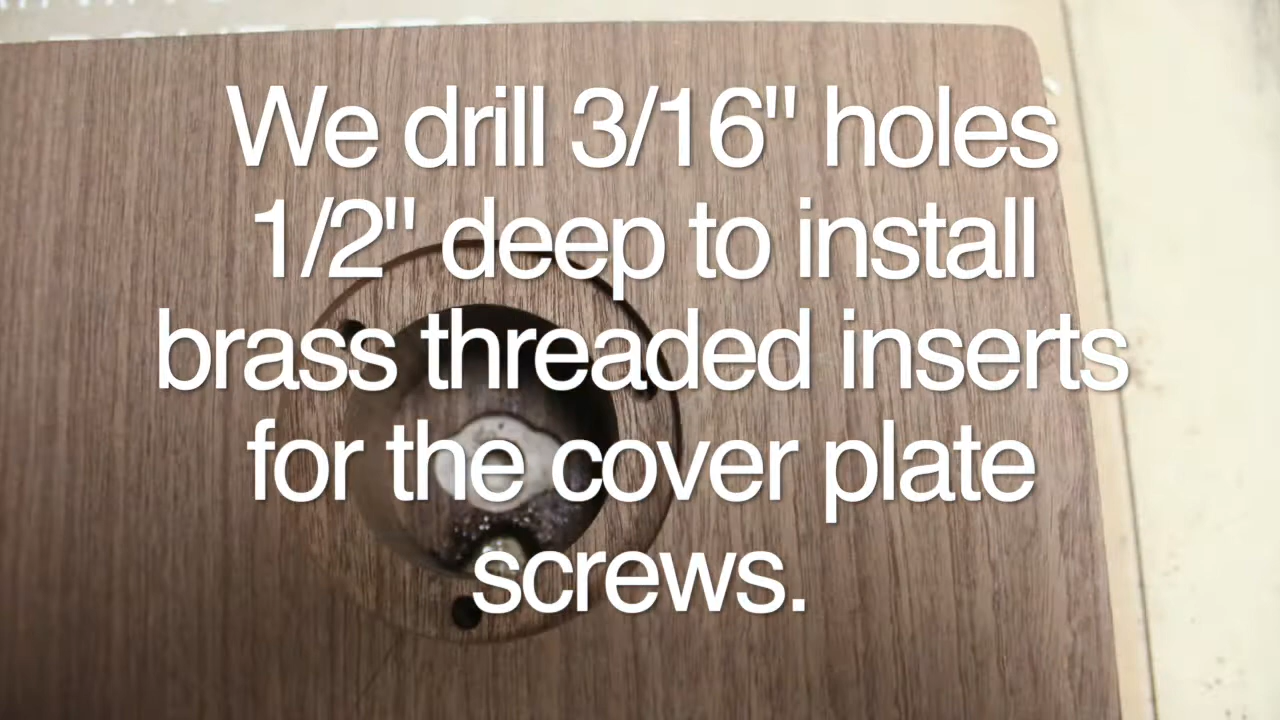 We drill 3/16" holes
1/2" deep to install
brass threaded inserts
for the cover plate
screws.